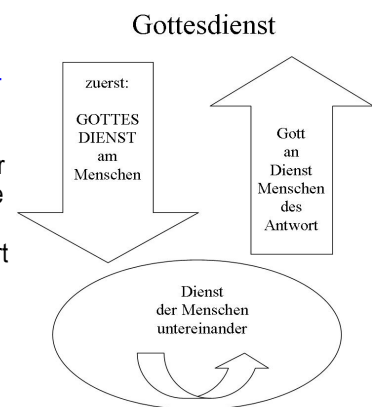 Gottesdienst
zuerst:
GOTTES
DIENST
am
Menschen
Gott
an
Dienst
Menschen
des
Antwort
Dienst
der Menschen
untereinander